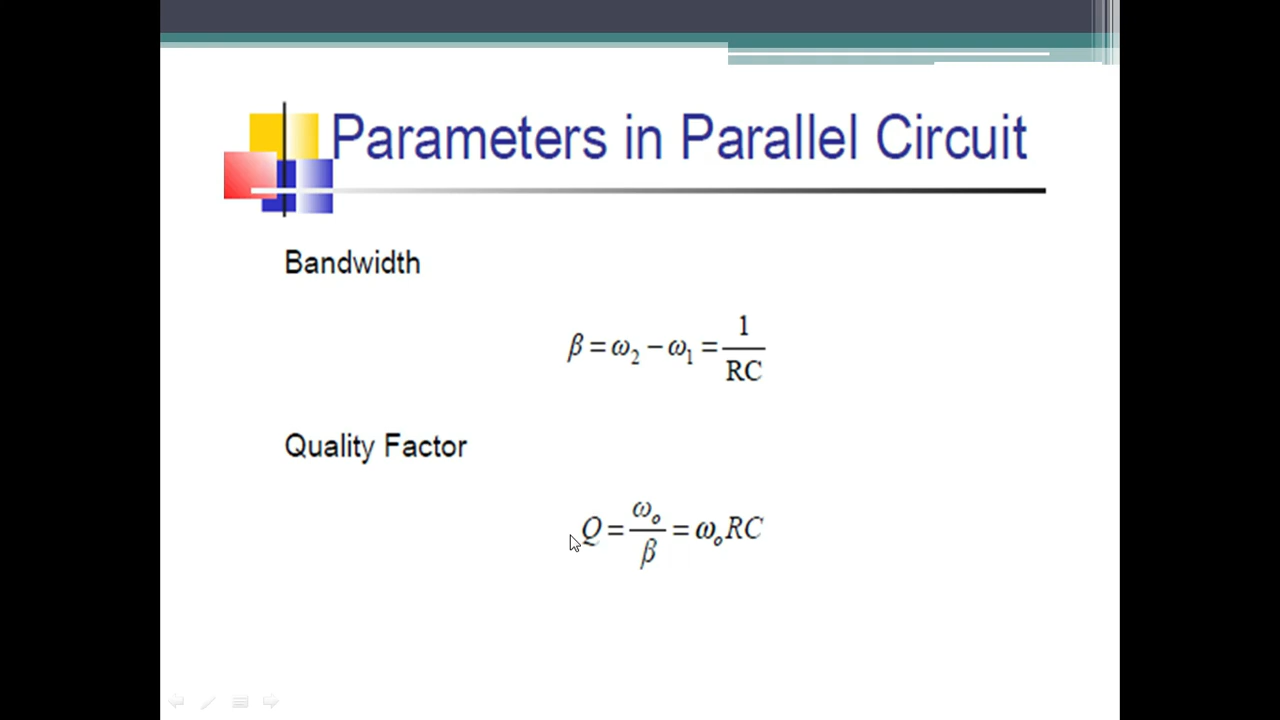 Parameters in Parallel Circuit
Bandwidth
β = ω₂ − ω₁ = 1/RC
Quality Factor
Q = ωₒ/β = ωₒRC